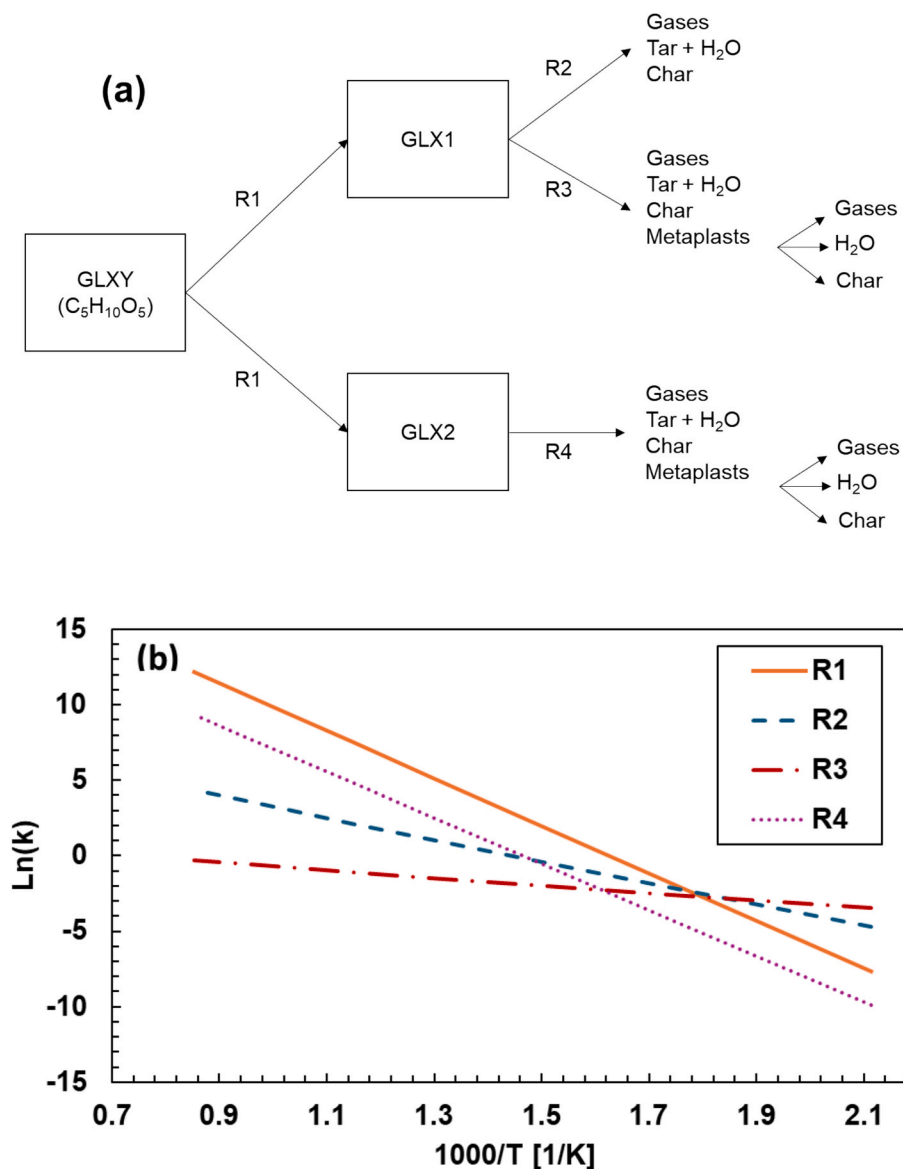 (a)
GLXY
(C₅H₁₀O₅)
R1
R1
GLX1
GLX2
R2
R3
R4
Gases
Tar + H₂O
Char
Gases
Tar + H₂O
Char
Metaplasts
Gases
H₂O
Char
Gases
Tar + H₂O
Char
Metaplasts
Gases
H₂O
Char
(b)
Ln(k)
15
10
5
0
-5
-10
-15
0.7 0.9 1.1 1.3 1.5 1.7 1.9 2.1
1000/T [1/K]
R1
R2
R3
R4